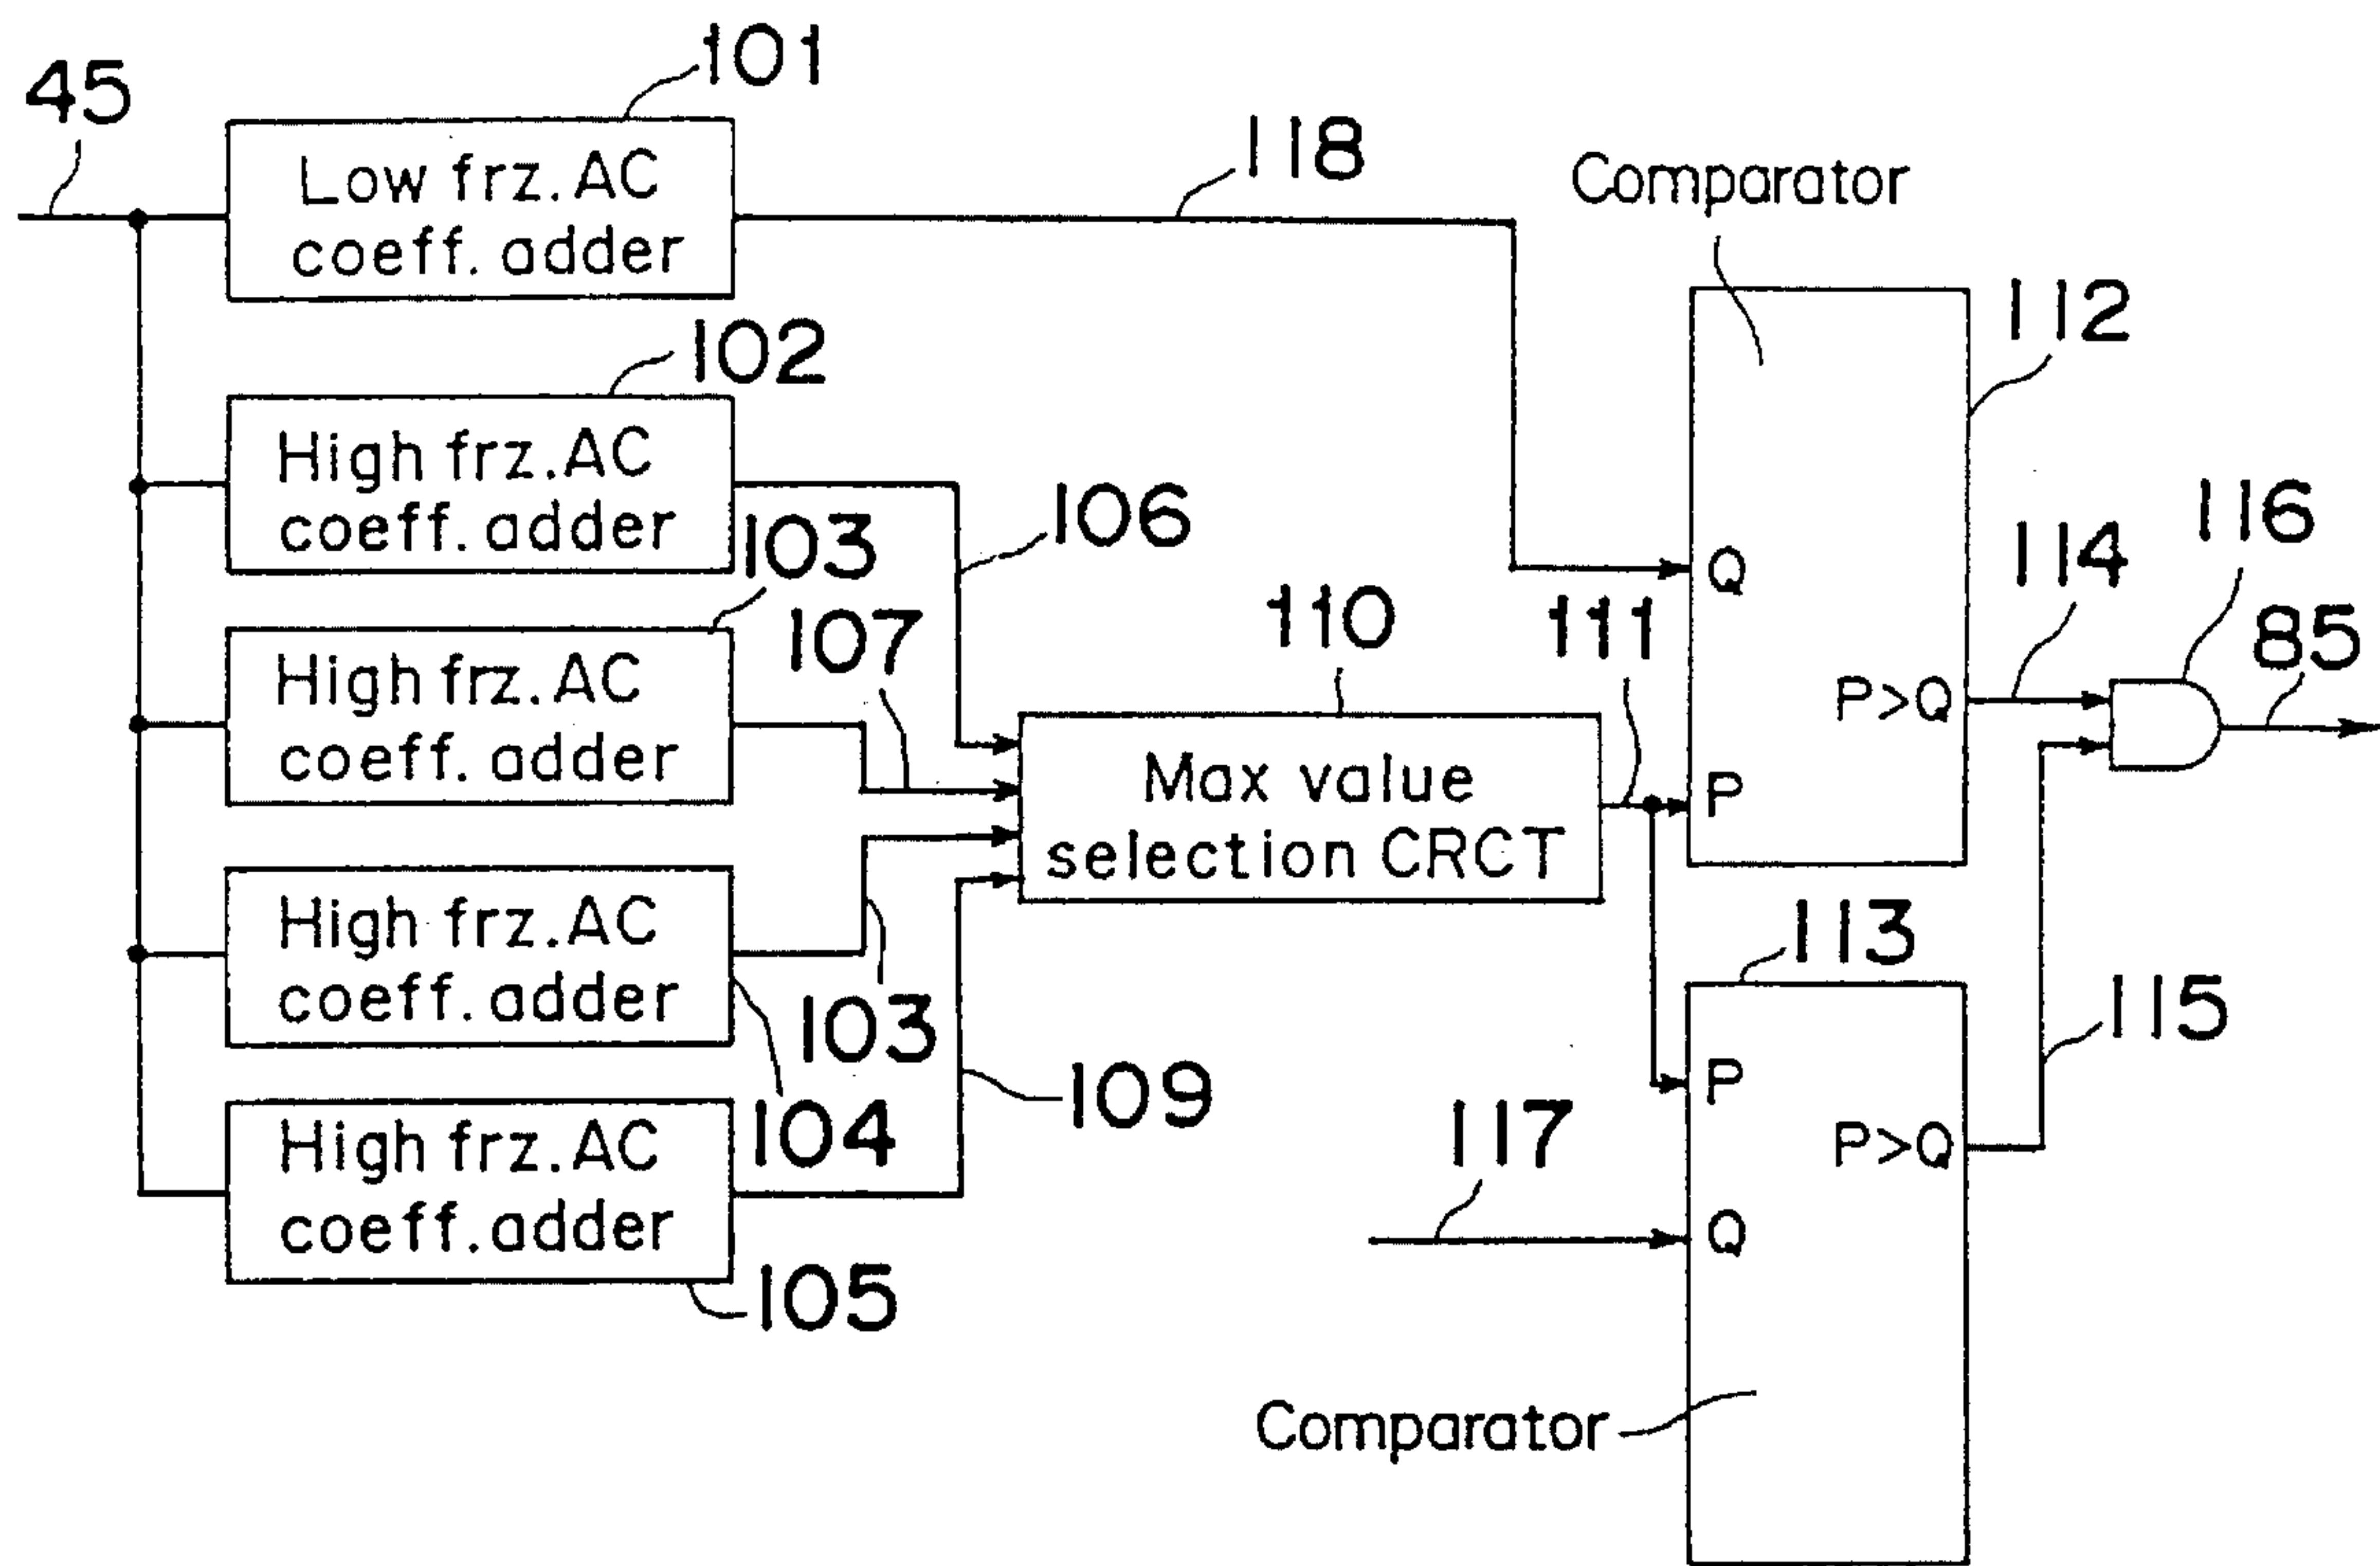 45
101
Low frz. AC
coeff. adder
118
Comparator
112
102
High frz. AC
coeff. adder
106
103
High frz. AC
coeff. adder
107
110
Max value
selection CRCT
111
Q
P>Q
P
114
116
85
High frz. AC
coeff. adder
103
104
109
High frz. AC
coeff. adder
105
113
P
P>Q
Q
115
117
Comparator